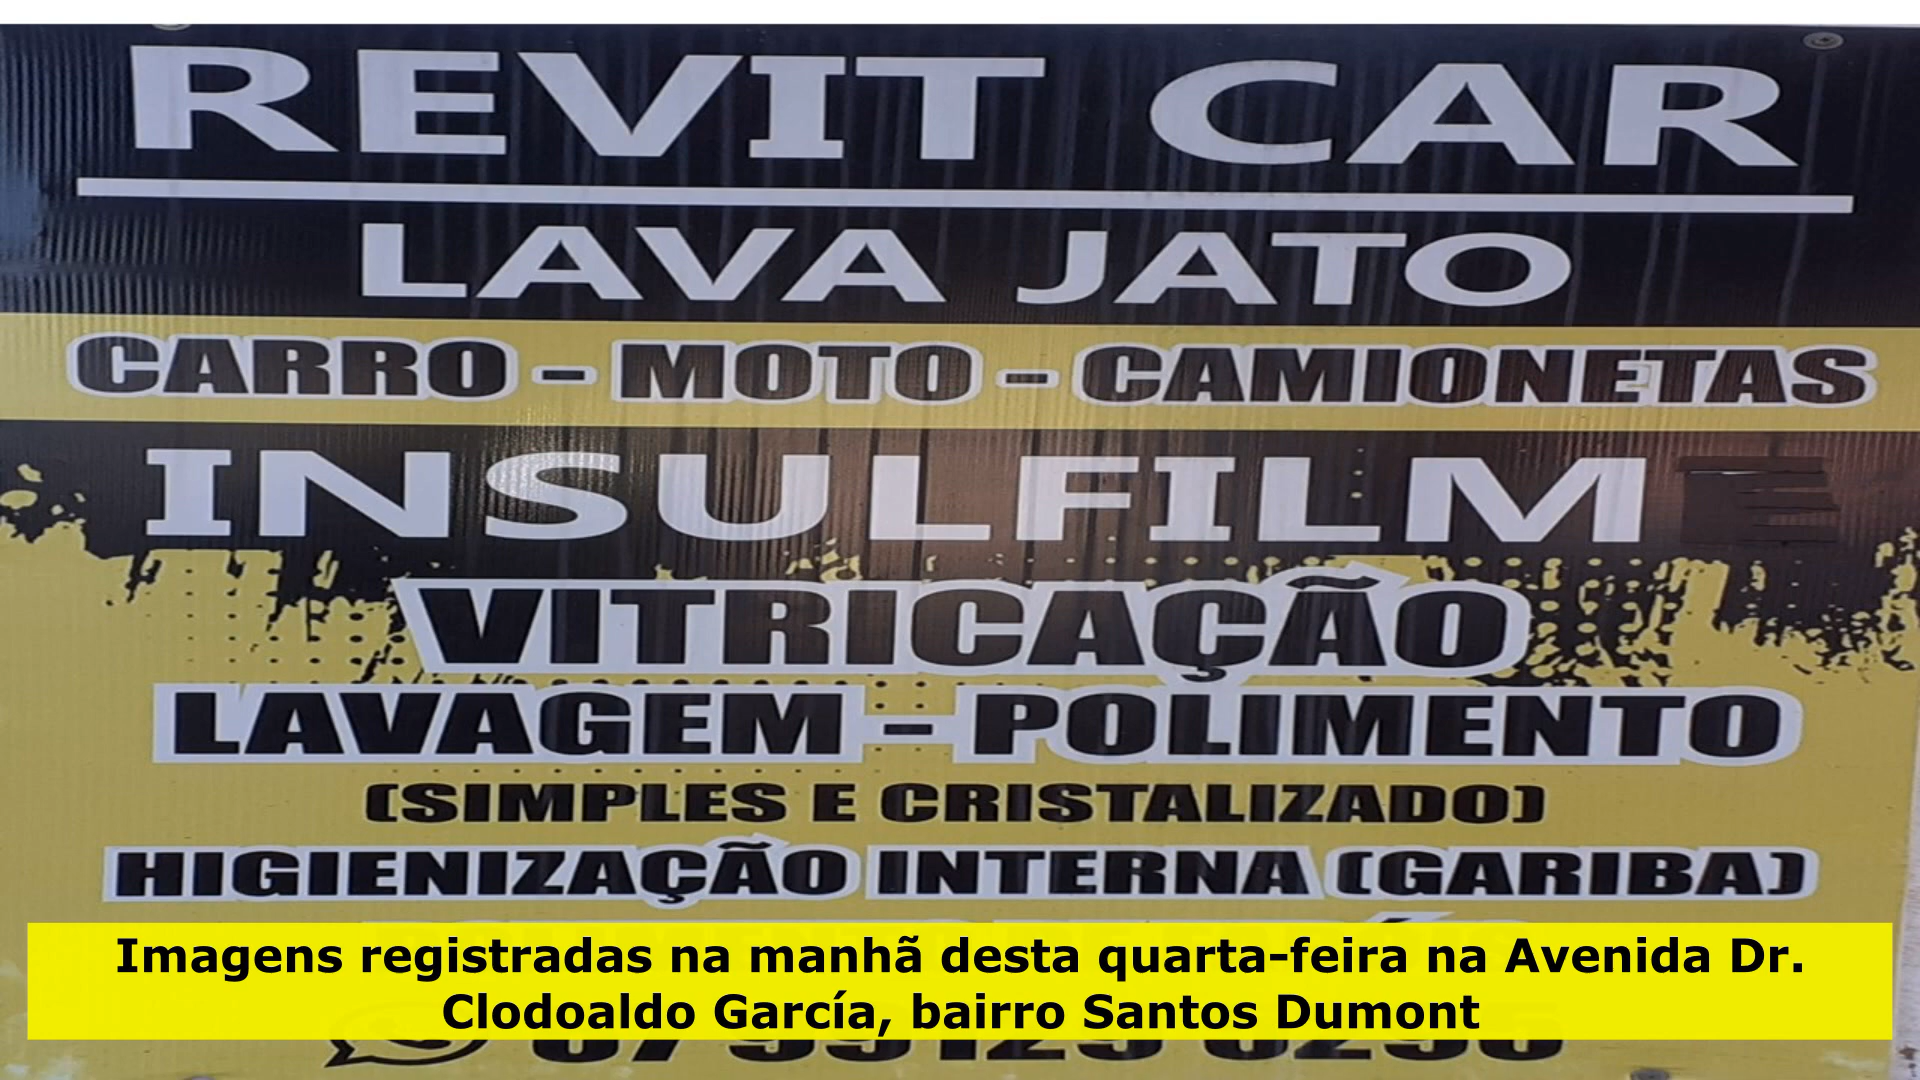 REVIT CAR
LAVA JATO
CARRO - MOTO - CAMIONETAS
INSULFILM
VITRICAÇÃO
LAVAGEM - POLIMENTO
(SIMPLES E CRISTALIZADO)
HIGIENIZAÇÃO INTERNA (GARIBA)
Imagens registradas na manhã desta quarta-feira na Avenida Dr.
Clodoaldo García, bairro Santos Dumont